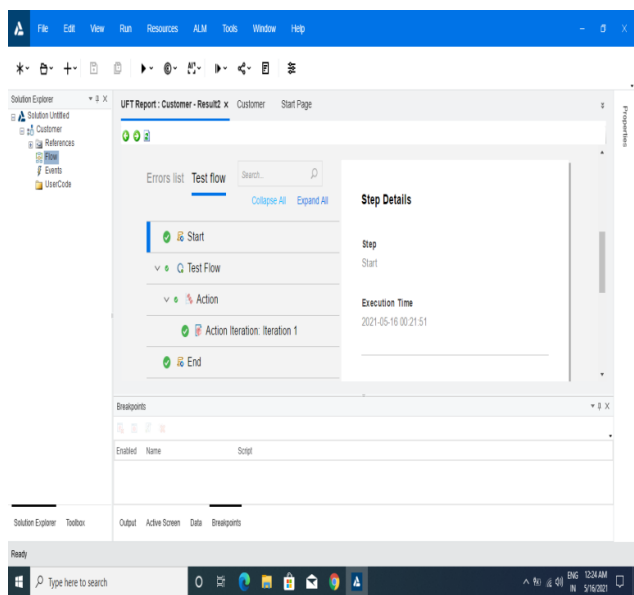 File Edit View Run Resources ALM Tools Window Help
Solution Explorer
Solution Untitled
Customer
References
Flow
Events
UserCode
UFT Report : Customer - Result2 x Customer Start Page
Properties
Errors list Test flow Search...
Collapse All Expand All
Start
Test Flow
Action
Action Iteration: Iteration 1
End
Step Details
Step
Start
Execution Time
2021-05-16 00:21:51
Breakpoints
Enabled Name Script
Solution Explorer Toolbox Output Active Screen Data Breakpoints
Ready
Type here to search
ENG 12:24 AM
IN 5/16/2021